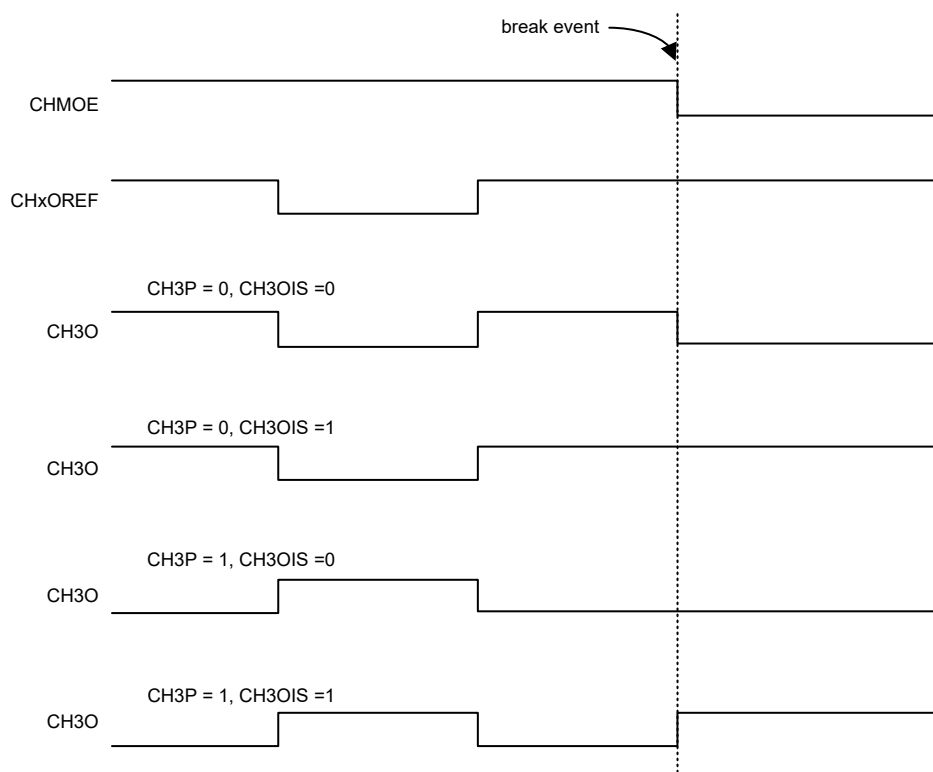 break event
CHMOE
CHxOREF
CH3P = 0, CH3OIS =0
CH3O
CH3P = 0, CH3OIS =1
CH3O
CH3P = 1, CH3OIS =0
CH3O
CH3P = 1, CH3OIS =1
CH3O